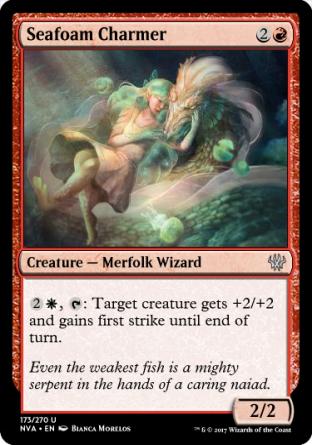 Seafoam Charmer 2
Creature — Merfolk Wizard
2, : Target creature gets +2/+2
and gains first strike until end of
turn.
Even the weakest fish is a mighty
serpent in the hands of a caring naiad.
2/2
173/270 U
NVA • EN Bianca Morelos
™ & © 2017 Wizards of the Coast